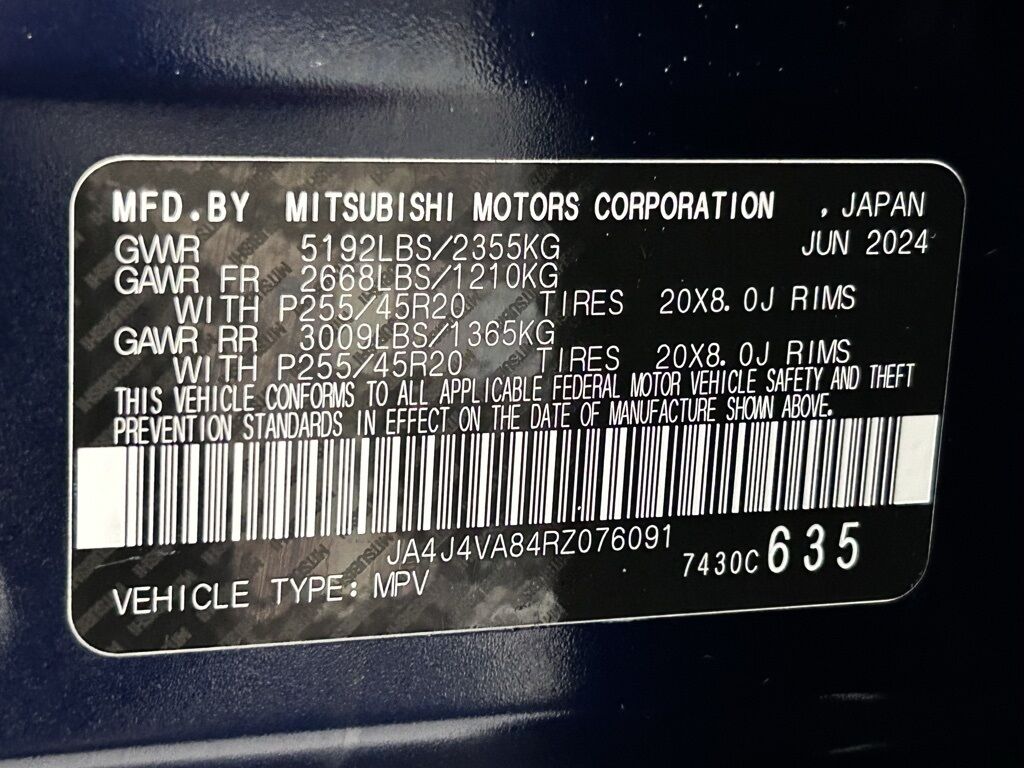 MFD.BY MITSUBISHI MOTORS CORPORATION , JAPAN
GVWR 5192LBS/2355KG JUN 2024
GAWR FR 2668LBS/1210KG
WITH P255/45R20 TIRES 20X8.0J RIMS
GAWR RR 3009LBS/1365KG
WITH P255/45R20 TIRES 20X8.0J RIMS
THIS VEHICLE CONFORMS TO ALL APPLICABLE FEDERAL MOTOR VEHICLE SAFETY AND THEFT
PREVENTION STANDARDS IN EFFECT ON THE DATE OF MANUFACTURE SHOWN ABOVE.
JA4J4VA84RZ076091
7430C 635
VEHICLE TYPE: MPV